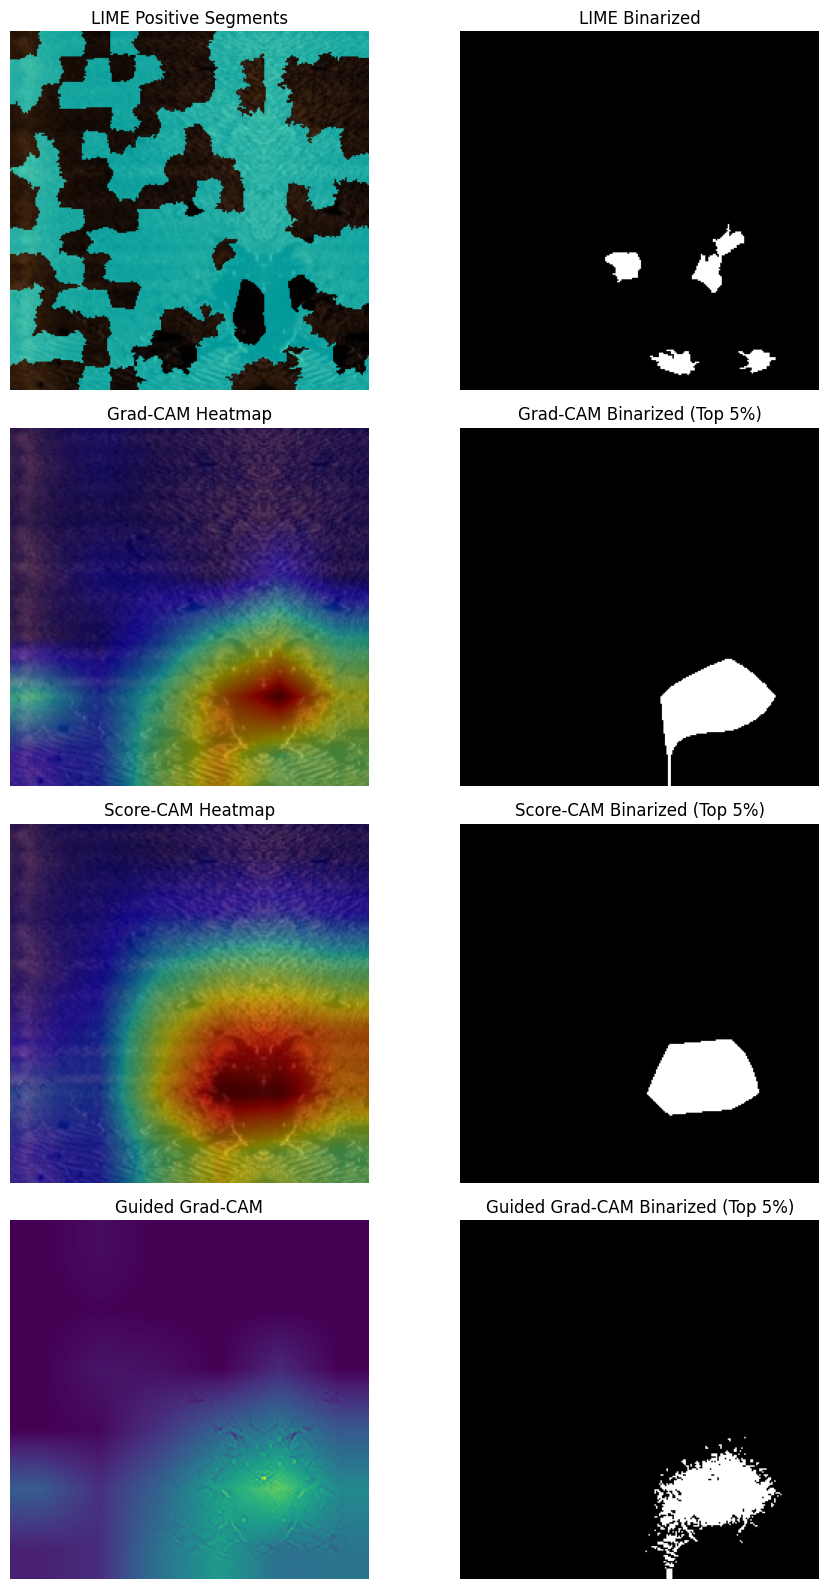 LIME Positive Segments
LIME Binarized
Grad-CAM Heatmap
Grad-CAM Binarized (Top 5%)
Score-CAM Heatmap
Score-CAM Binarized (Top 5%)
Guided Grad-CAM
Guided Grad-CAM Binarized (Top 5%)